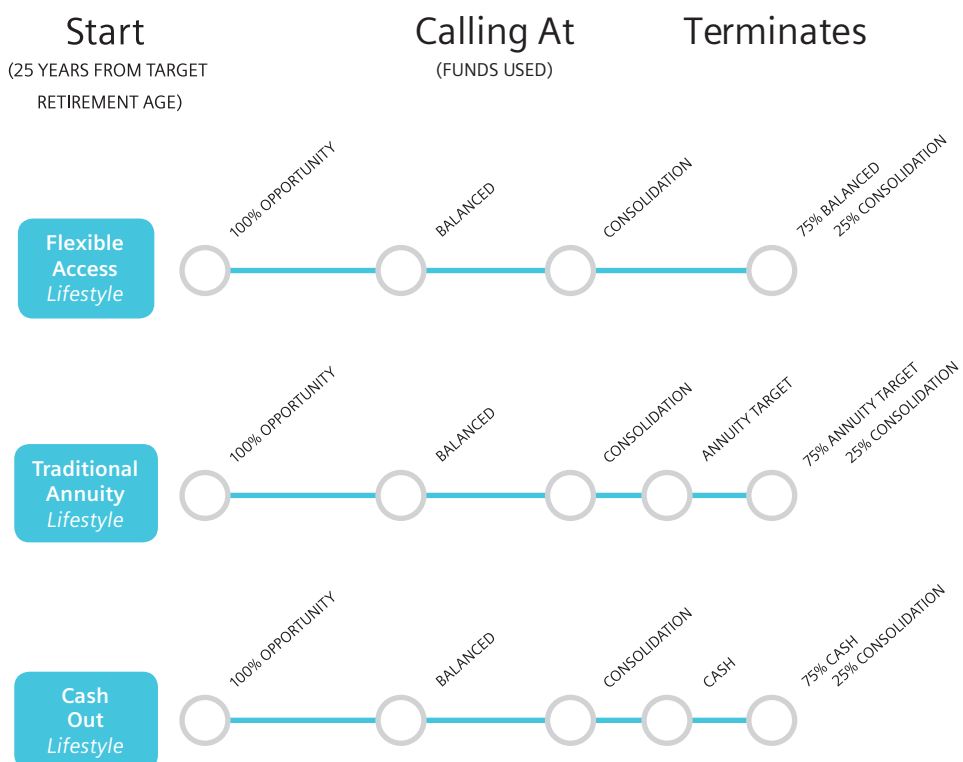 Start
(25 YEARS FROM TARGET
RETIREMENT AGE)
Calling At
(FUNDS USED)
Terminates
Flexible
Access
Lifestyle
100% OPPORTUNITY
BALANCED
CONSOLIDATION
75% BALANCED
25% CONSOLIDATION
Traditional
Annuity
Lifestyle
100% OPPORTUNITY
BALANCED
CONSOLIDATION
ANNUITY TARGET
75% ANNUITY TARGET
25% CONSOLIDATION
Cash
Out
Lifestyle
100% OPPORTUNITY
BALANCED
CONSOLIDATION
CASH
75% CASH
25% CONSOLIDATION